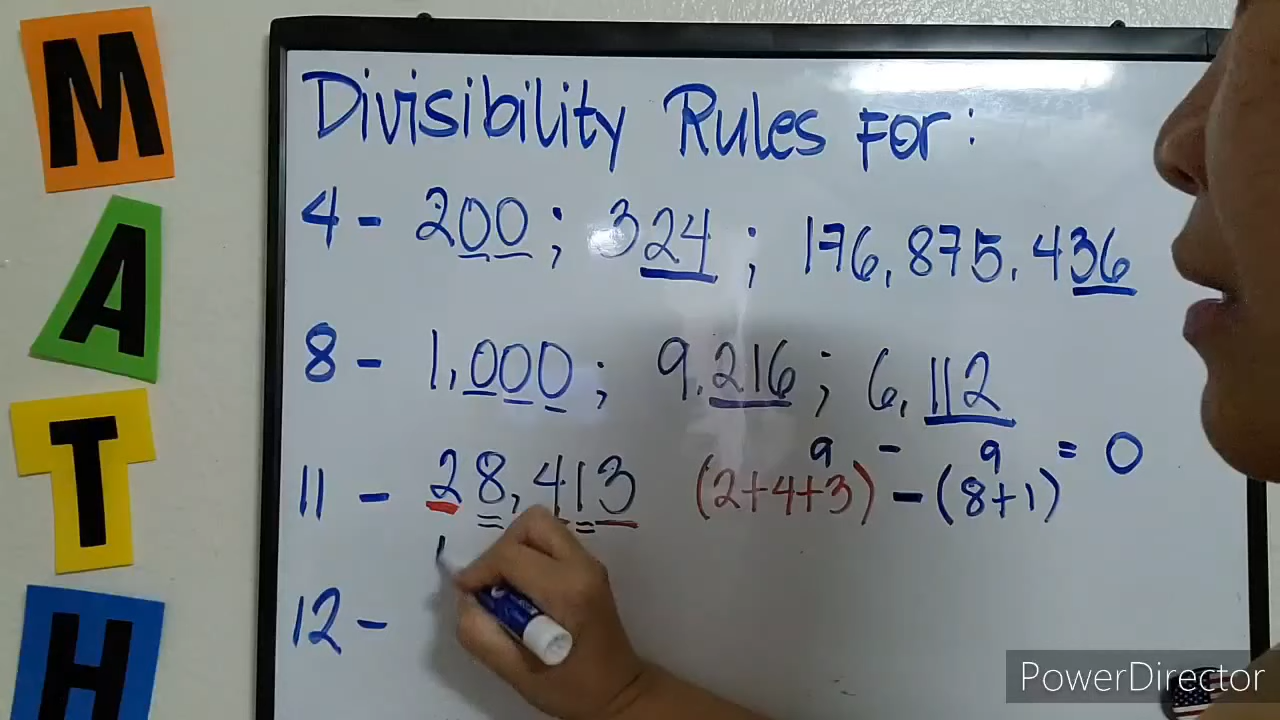 MATH
Divisibility Rules For:
4 - 200; 324; 176,875.436
8 - 1,000; 9.216; 6,112
9 - 9 = 0
11 - 28,413 (2+4+3) - (8+1)
12 -
PowerDirector